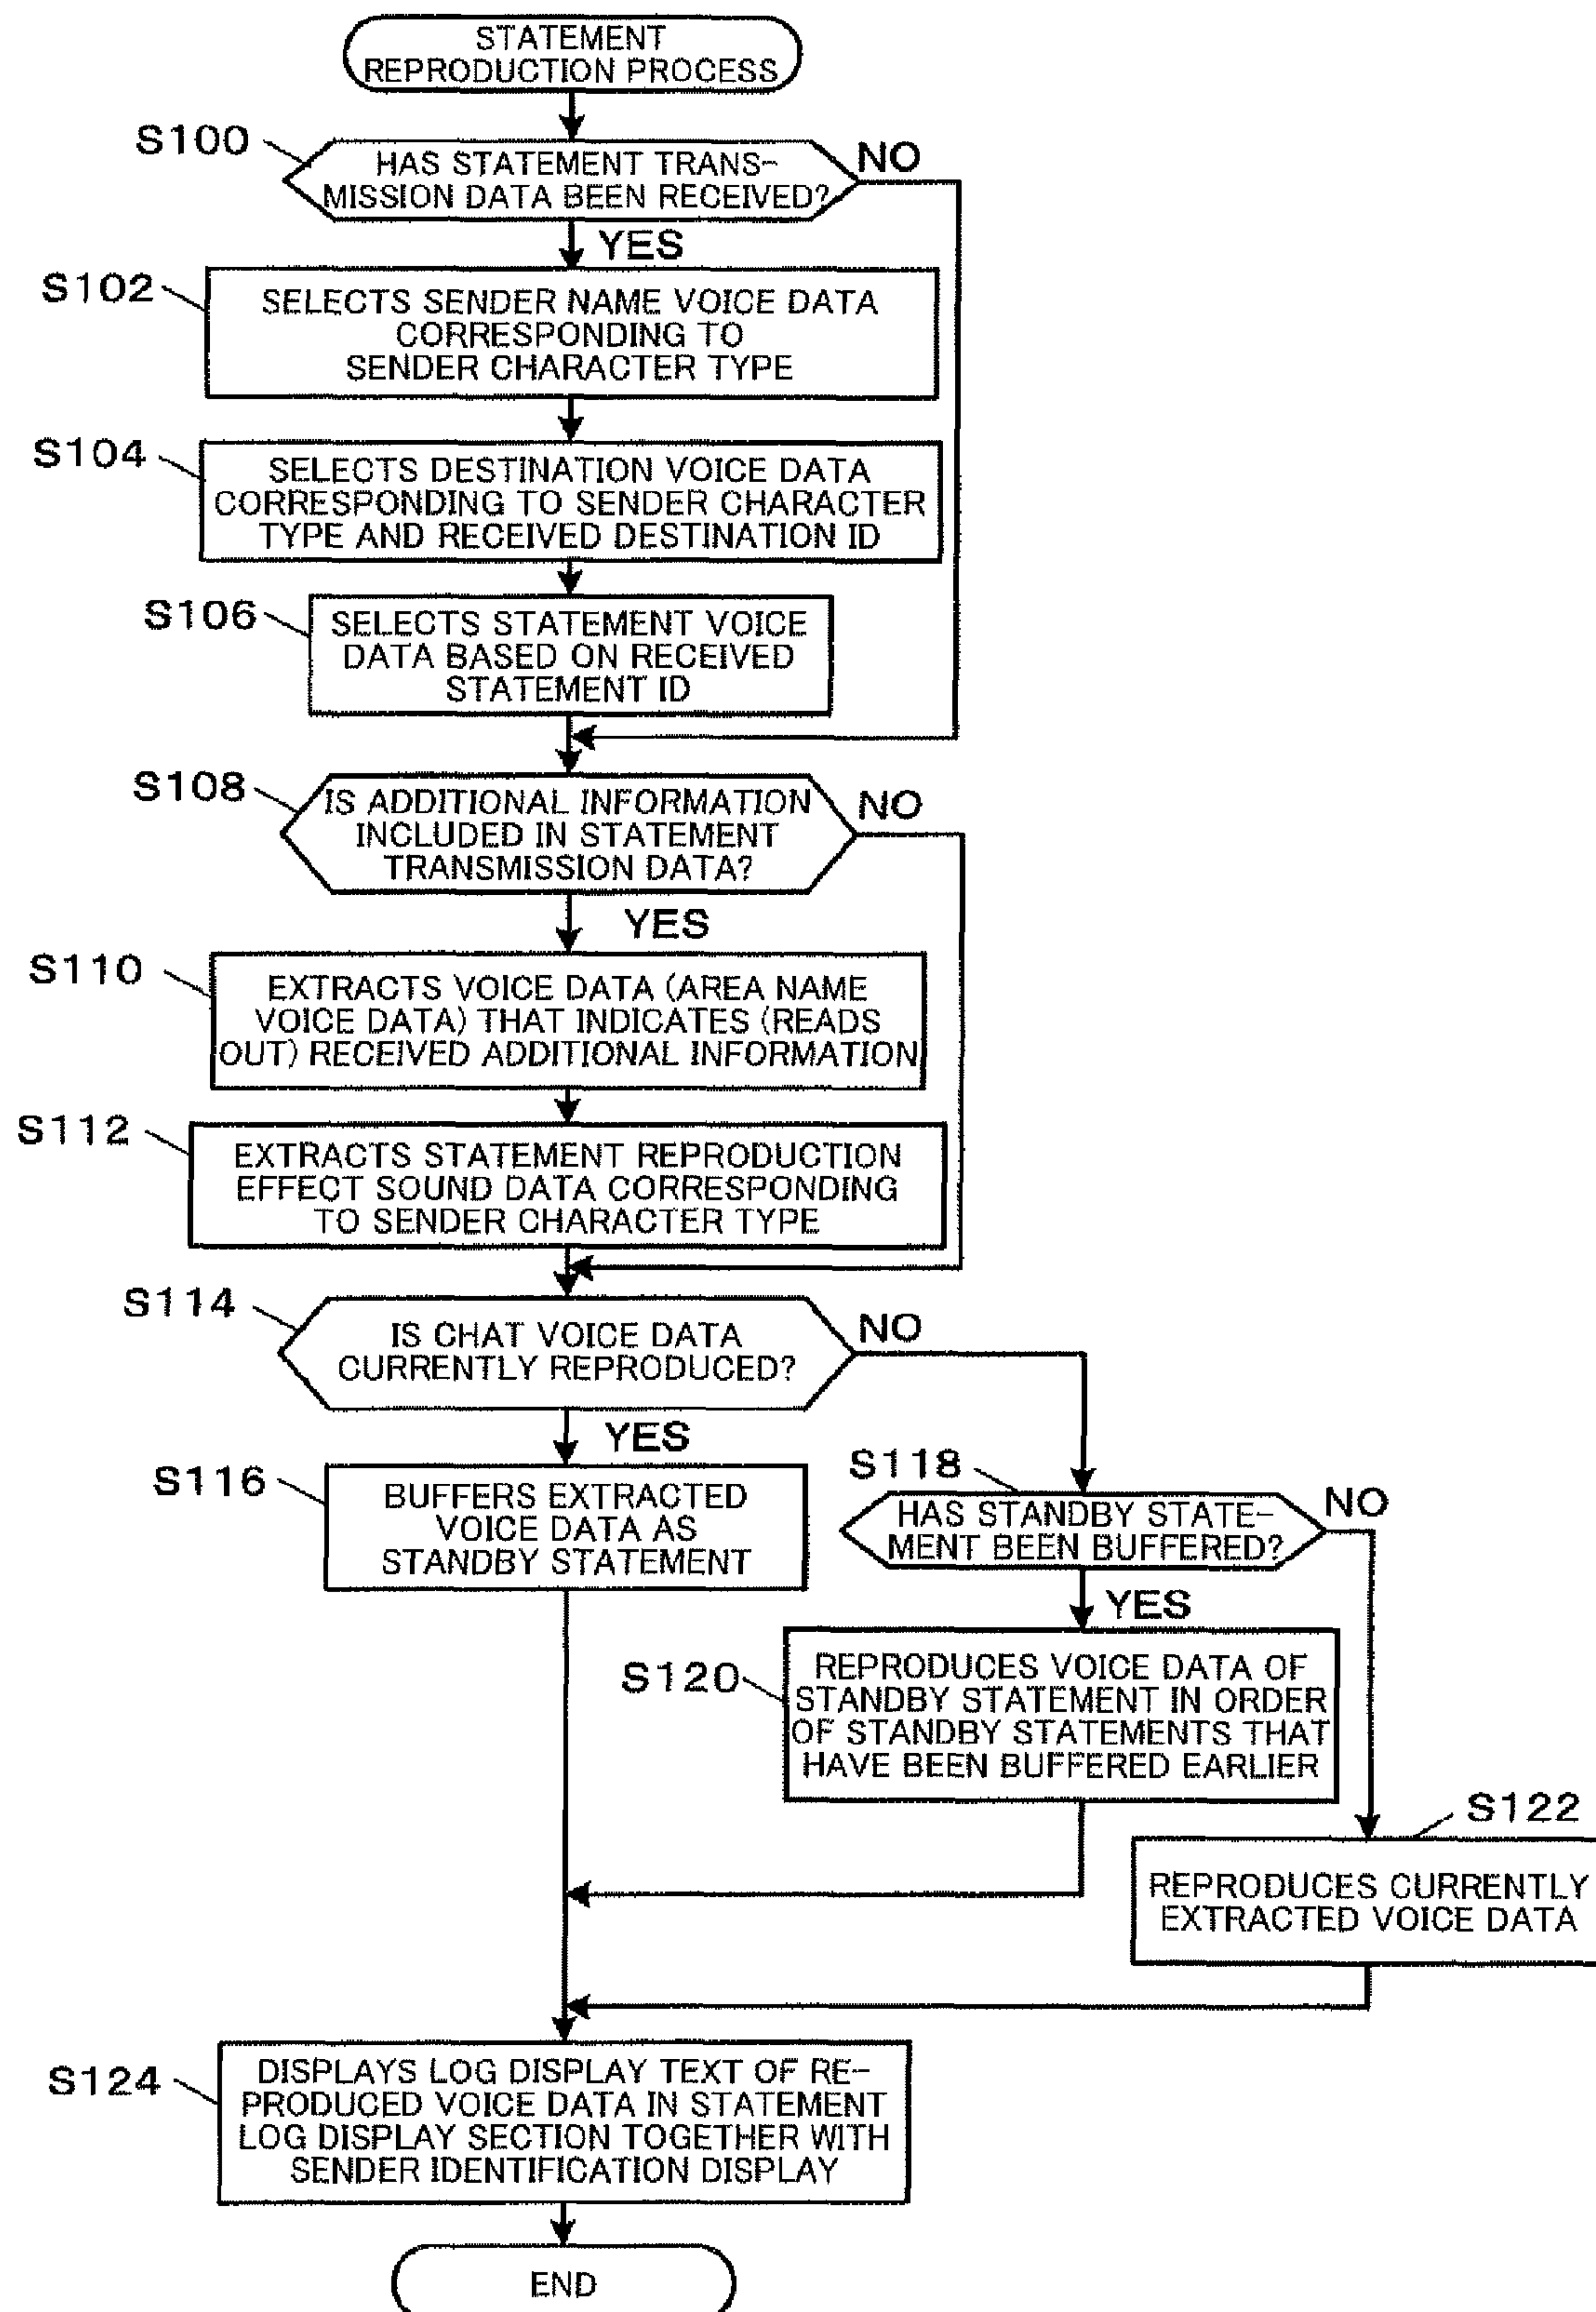 STATEMENT
REPRODUCTION PROCESS
S100
HAS STATEMENT TRANS-
MISSION DATA BEEN RECEIVED?
NO
YES
S102
SELECTS SENDER NAME VOICE DATA
CORRESPONDING TO
SENDER CHARACTER TYPE
S104
SELECTS DESTINATION VOICE DATA
CORRESPONDING TO SENDER CHARACTER
TYPE AND RECEIVED DESTINATION ID
S106
SELECTS STATEMENT VOICE
DATA BASED ON RECEIVED
STATEMENT ID
S108
IS ADDITIONAL INFORMATION
INCLUDED IN STATEMENT
TRANSMISSION DATA?
NO
YES
S110
EXTRACTS VOICE DATA (AREA NAME
VOICE DATA) THAT INDICATES (READS
OUT) RECEIVED ADDITIONAL INFORMATION
S112
EXTRACTS STATEMENT REPRODUCTION
EFFECT SOUND DATA CORRESPONDING
TO SENDER CHARACTER TYPE
S114
IS CHAT VOICE DATA
CURRENTLY REPRODUCED?
NO
YES
S116
BUFFERS EXTRACTED
VOICE DATA AS
STANDBY STATEMENT
S118
HAS STANDBY STATE-
MENT BEEN BUFFERED?
NO
YES
S120
REPRODUCES VOICE DATA OF
STANDBY STATEMENT IN ORDER
OF STANDBY STATEMENTS THAT
HAVE BEEN BUFFERED EARLIER
S122
REPRODUCES CURRENTLY
EXTRACTED VOICE DATA
S124
DISPLAYS LOG DISPLAY TEXT OF RE-
PRODUCED VOICE DATA IN STATEMENT
LOG DISPLAY SECTION TOGETHER WITH
SENDER IDENTIFICATION DISPLAY
END